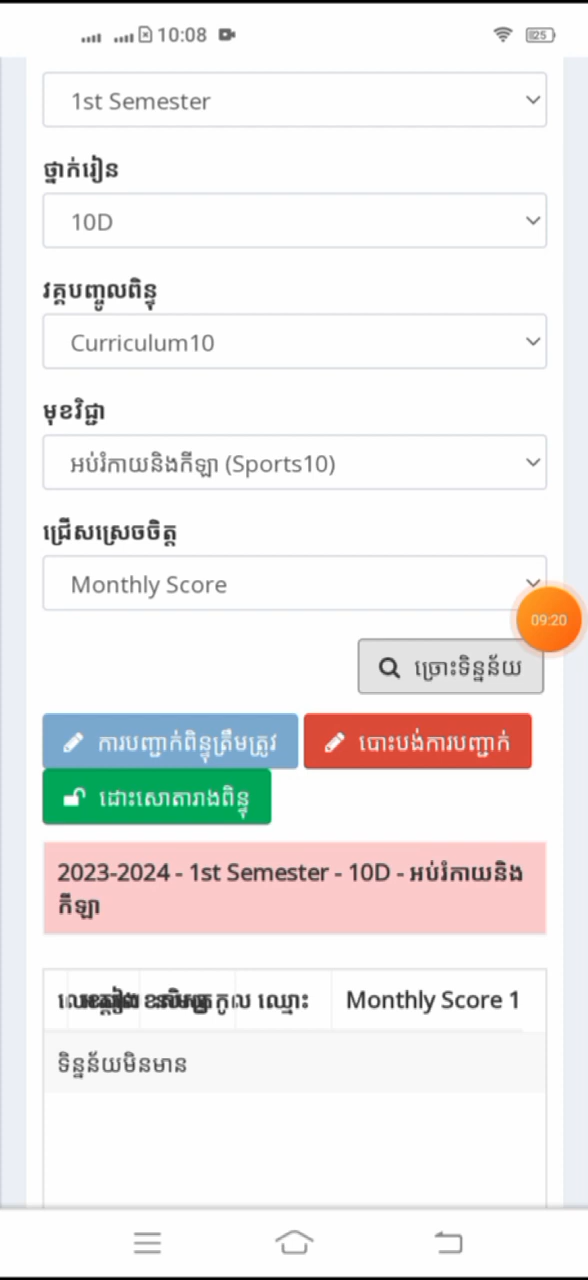 10:08
25
1st Semester
ថ្នាក់រៀន
10D
វគ្គបញ្ចូលពិន្ទុ
Curriculum10
មុខវិជ្ជា
អប់រំកាយនិងកីឡា (Sports10)
ជ្រើសស្រេចចិត្ត
Monthly Score
09:20
ច្រោះទិន្នន័យ
ការបញ្ជាក់ពិន្ទុត្រឹមត្រូវ
បោះបង់ការបញ្ជាក់
ដោះសោតារាងពិន្ទុ
2023-2024 - 1st Semester - 10D - អប់រំកាយនិង
កីឡា
ឈ្មោះ Monthly Score 1
ទិន្នន័យមិនមាន